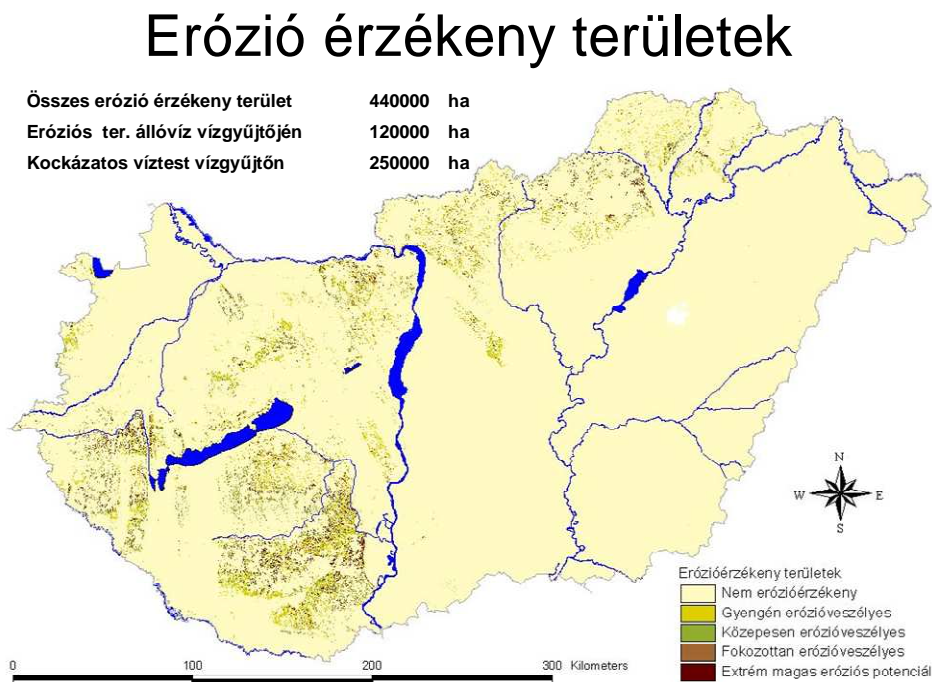 Erózió érzékeny területek
Összes erózió érzékeny terület 440000 ha
Eróziós ter. állóvíz vízgyűjtőjén 120000 ha
Kockázatos víztest vízgyűjtőn 250000 ha
N
W E
S
Erózióérzékeny területek
Nem erózióérzékeny
Gyengén erózióveszélyes
Közepesen erózióveszélyes
Fokozottan erózióveszélyes
Extrém magas eróziós potenciál
0 100 200 300 Kilometers